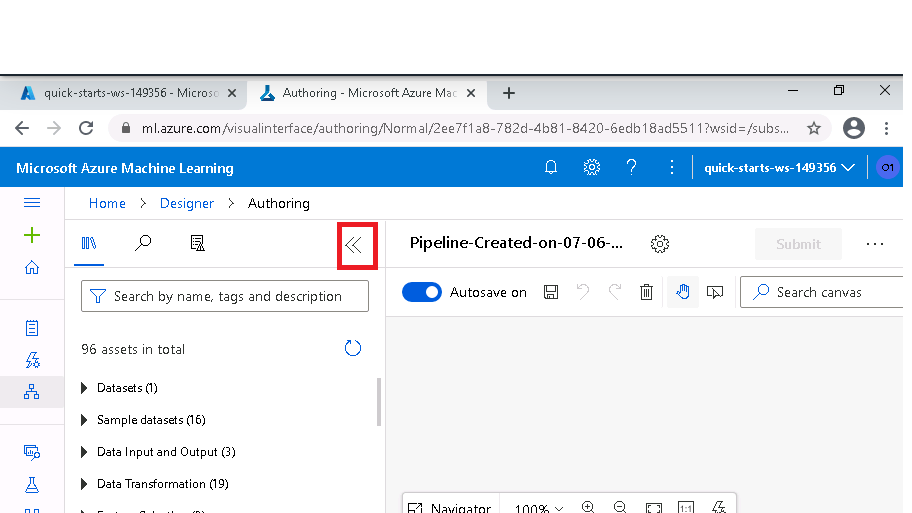 quick-starts-ws-149356 - Microso
Authoring - Microsoft Azure Mac
ml.azure.com/visualinterface/authoring/Normal/2ee7f1a8-782d-4b81-8420-6edb18ad5511?wsid=/subs...
Microsoft Azure Machine Learning
quick-starts-ws-149356
O1
Home > Designer > Authoring
Pipeline-Created-on-07-06-...
Submit
Search by name, tags and description
Autosave on
Search canvas
96 assets in total
Datasets (1)
Sample datasets (16)
Data Input and Output (3)
Data Transformation (19)
Navigator
100%
1:1